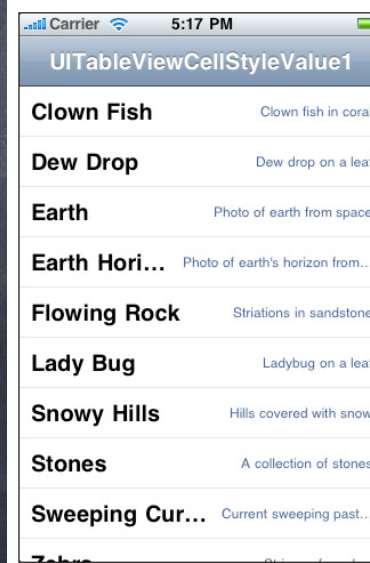 Carrier 5:17 PM
UITableViewCellStyleValue1
Clown Fish Clown fish in coral
Dew Drop Dew drop on a leaf
Earth Photo of earth from space
Earth Hori... Photo of earth's horizon from...
Flowing Rock Striations in sandstone
Lady Bug Ladybug on a leaf
Snowy Hills Hills covered with snow
Stones A collection of stones
Sweeping Cur... Current sweeping past...
Zebra